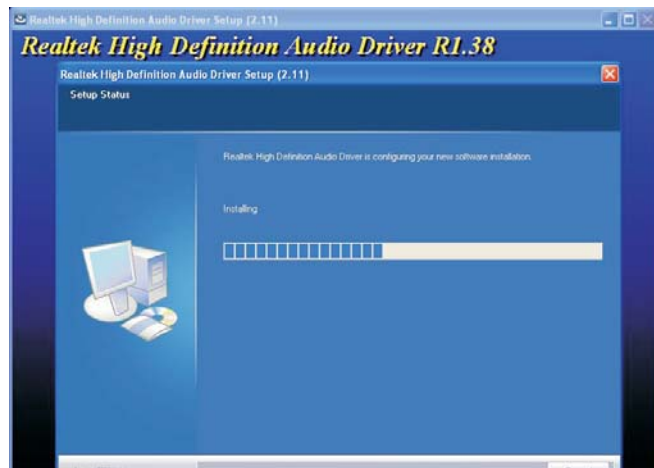 Realtek High Definition Audio Driver Setup (2.11)
Realtek High Definition Audio Driver R1.38
Realtek High Definition Audio Driver Setup (2.11)
Setup Status
Realtek High Definition Audio Driver is configuring your new software installation.
Installing